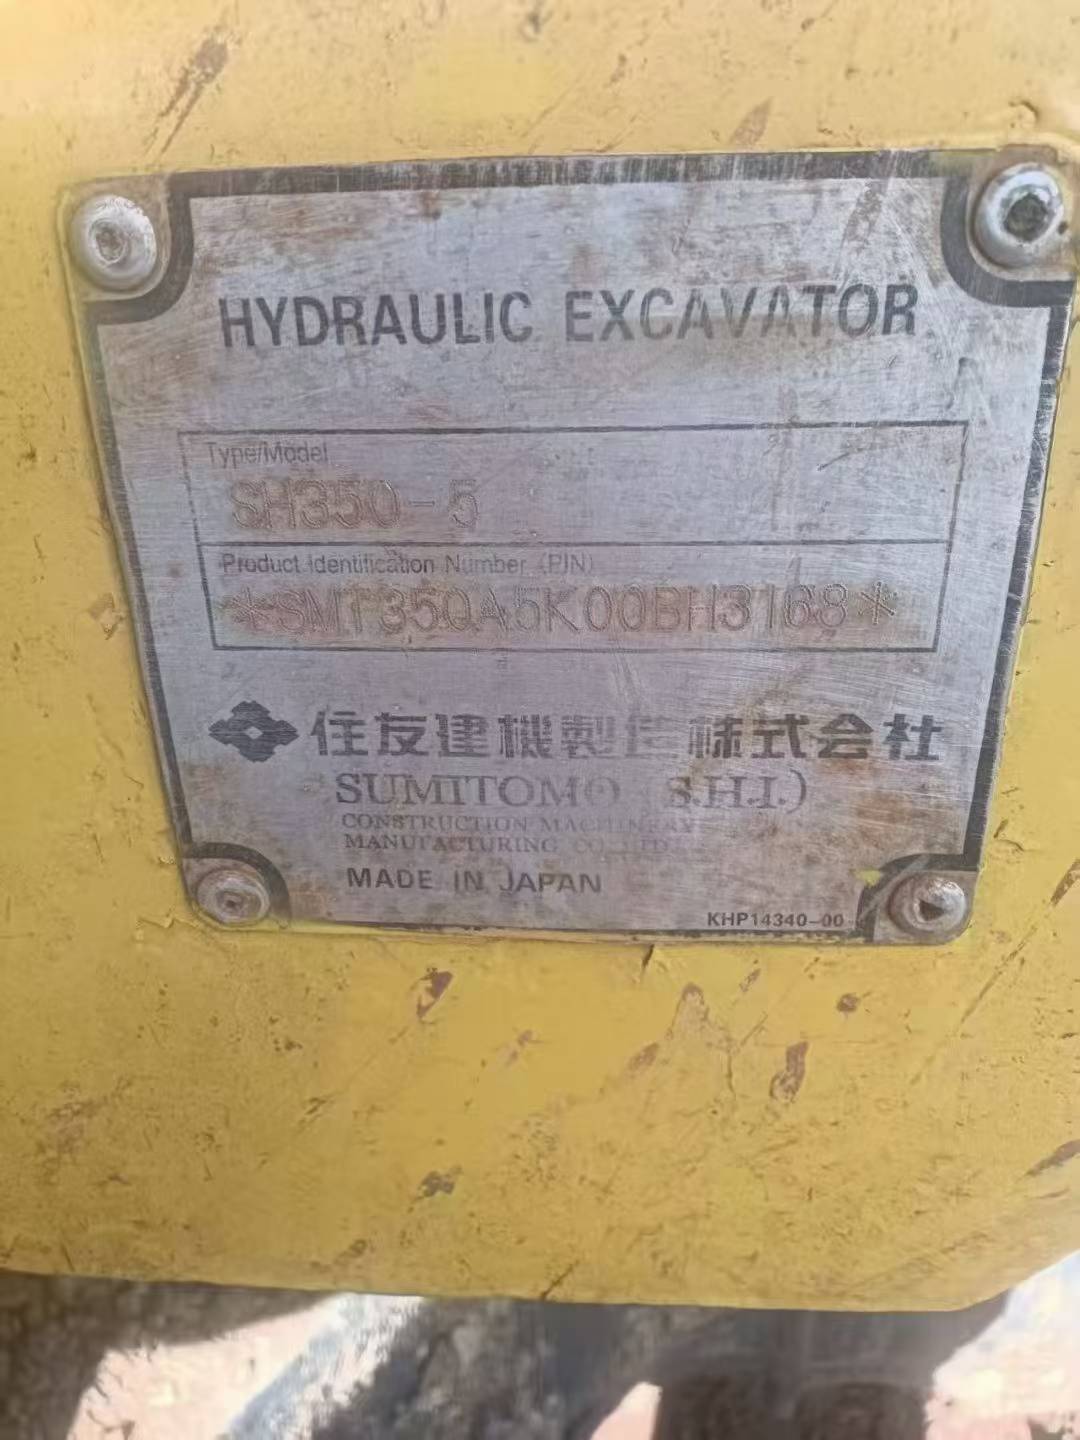 HYDRAULIC EXCAVATOR
Type/Model
SH350-5
Product Identification Number (PIN)
*SMT350A5K00BH3168*
住友建機製造株式会社
SUMITOMO (S.H.I.)
CONSTRUCTION MACHINERY
MANUFACTURING CO., LTD.
MADE IN JAPAN
KHP14340-00